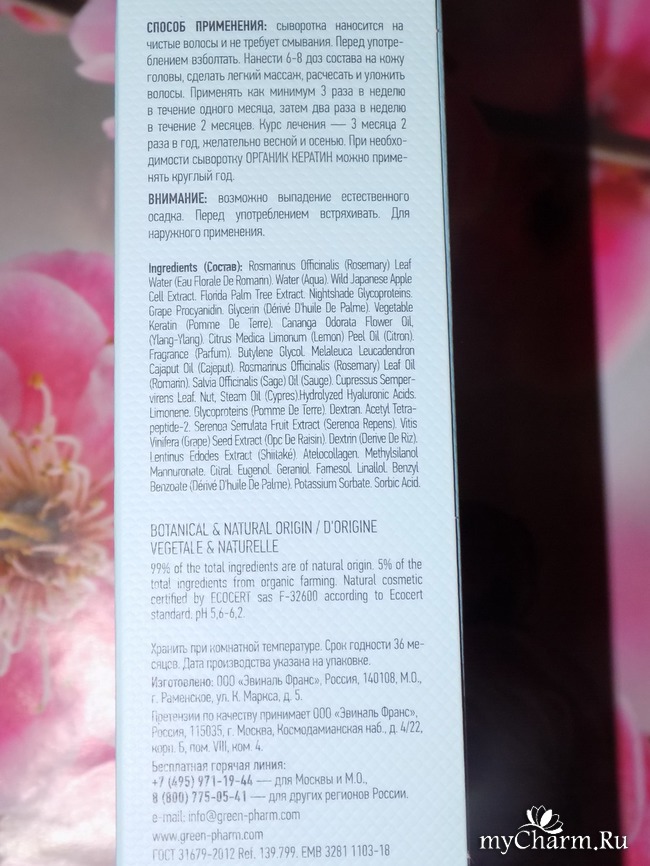 СПОСОБ ПРИМЕНЕНИЯ: сыворотка наносится на
чистые волосы и не требует смывания. Перед употре-
блением взболтать. Нанести 6-8 доз состава на кожу
головы, сделать легкий массаж, расчесать и уложить
волосы. Применять как минимум 3 раза в неделю
в течение одного месяца, затем два раза в неделю
в течение 2 месяцев. Курс лечения — 3 месяца 2
раза в год, желательно весной и осенью. При необхо-
димости сыворотку ОРГАНИК КЕРАТИН можно приме-
нять круглый год.
ВНИМАНИЕ: возможно выпадение естественного
осадка. Перед употреблением встряхивать. Для
наружного применения.
Ingredients (Состав): Rosmarinus Officinalis (Rosemary) Leaf
Water (Eau Florale De Romarin). Water (Aqua). Wild Japanese Apple
Cell Extract. Florida Palm Tree Extract. Nightshade Glycoproteins.
Grape Procyanidin. Glycerin (Dérivé D'huile De Palme). Vegetable
Keratin (Pomme De Terre). Cananga Odorata Flower Oil,
(Ylang-Ylang). Citrus Medica Limonum (Lemon) Peel Oil (Citron).
Fragrance (Parfum). Butylene Glycol. Melaleuca Leucadendron
Cajaput Oil (Cajeput). Rosmarinus Officinalis (Rosemary) Leaf Oil
(Romarin). Salvia Officinalis (Sage) Oil (Sauge). Cupressus Semper-
virens Leaf. Nut, Steam Oil (Cypres).Hydrolyzed Hyaluronic Acids.
Limonene. Glycoproteins (Pomme De Terre). Dextran. Acetyl Tetra-
peptide-2. Serenoa Serrulata Fruit Extract (Serenoa Repens). Vitis
Vinifera (Grape) Seed Extract (Opc De Raisin). Dextrin (Derive De Riz).
Lentinus Edodes Extract (Shiitaké). Atelocollagen. Methylsilanol
Mannuronate. Citral. Eugenol. Geraniol. Farnesol. Linallol. Benzyl
Benzoate (Dérivé D'huile De Palme). Potassium Sorbate. Sorbic Acid.
BOTANICAL & NATURAL ORIGIN / D'ORIGINE
VEGETALE & NATURELLE
99% of the total ingredients are of natural origin. 5% of the
total ingredients from organic farming. Natural cosmetic
certified by ECOCERT sas F-32600 according to Ecocert
standard. pH 5,6-6,2.
Хранить при комнатной температуре. Срок годности 36 ме-
сяцев. Дата производства указана на упаковке.
Изготовлено: ООО «Эвиналь Франс», Россия, 140108, М.О.,
г. Раменское, ул. К. Маркса, д. 5.
Претензии по качеству принимает ООО «Эвиналь Франс»,
Россия, 115035, г. Москва, Космодамианская наб., д. 4/22,
корп. Б, пом. VIII, ком. 4.
Бесплатная горячая линия:
+7 (495) 971-19-44 — для Москвы и М.О.,
8 (800) 775-05-41 — для других регионов России.
e-mail: info@green-pharm.com
www.green-pharm.com
ГОСТ 31679-2012 Ref. 139.799. EMB 3281 1103-18
myCharm.Ru